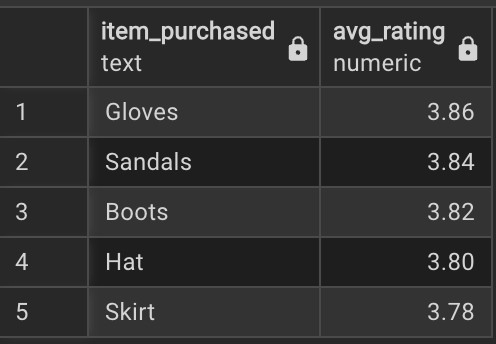 item_purchased avg_rating
text numeric
1 Gloves 3.86
2 Sandals 3.84
3 Boots 3.82
4 Hat 3.80
5 Skirt 3.78